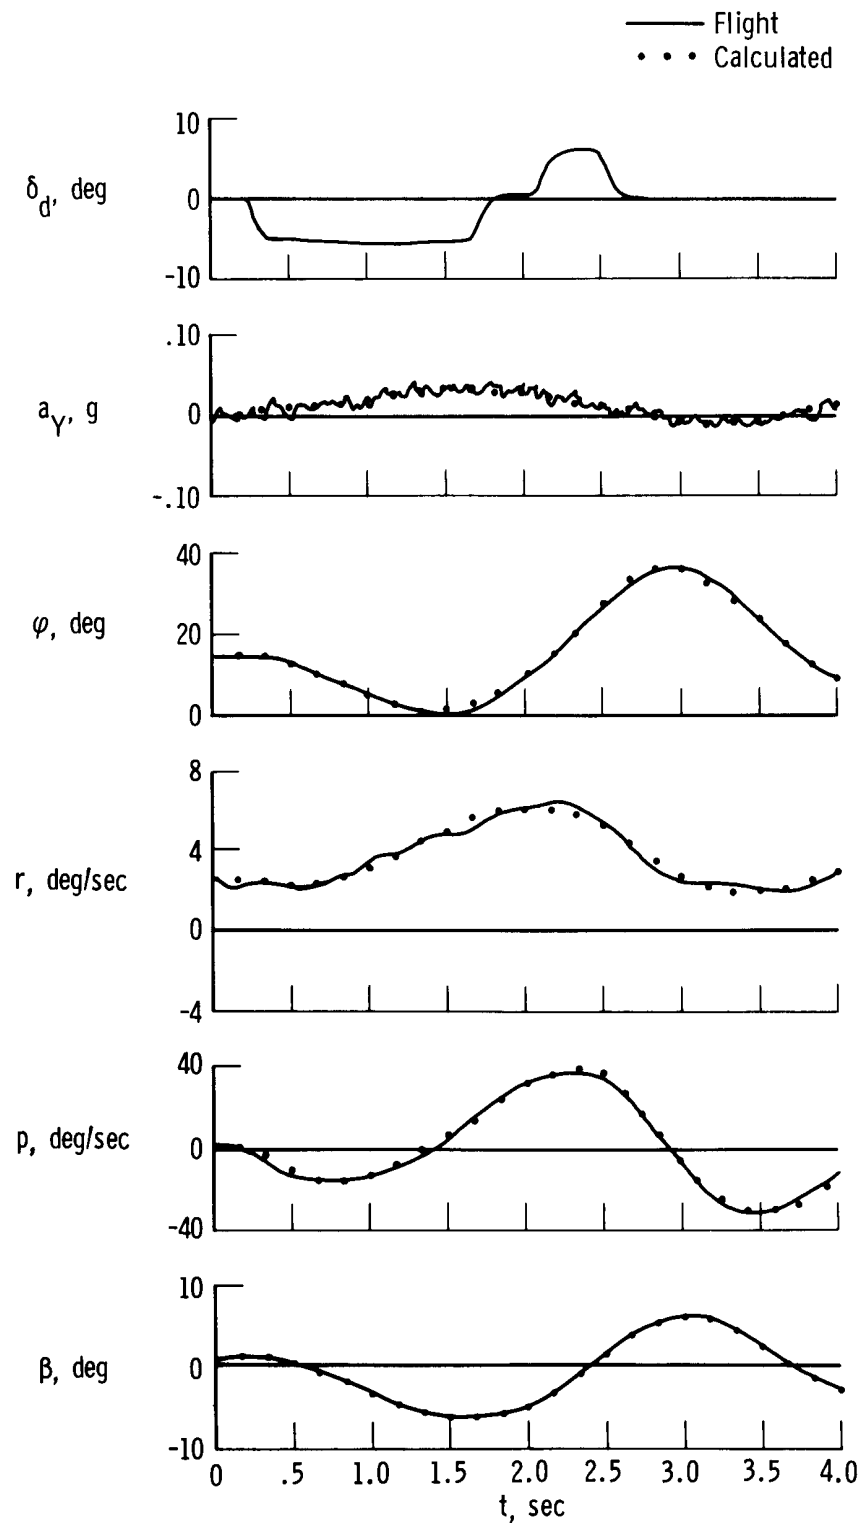 Flight
Calculated
10
δd, deg
0
-10
.10
aY, g
0
-.10
40
φ, deg
20
0
8
4
r, deg/sec
0
-4
40
p, deg/sec
0
-40
10
β, deg
0
-10
0 .5 1.0 1.5 2.0 2.5 3.0 3.5 4.0
t, sec